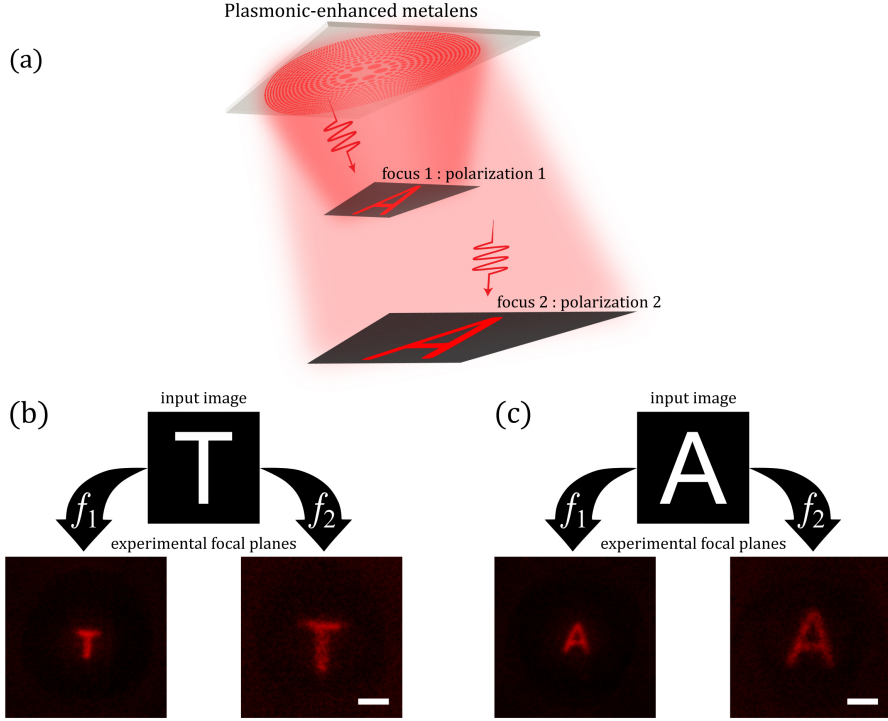 Plasmonic-enhanced metalens
(a)
focus 1 : polarization 1
focus 2 : polarization 2
A
A
(b)
input image
T
f1
f2
experimental focal planes
T
T
(c)
input image
A
f1
f2
experimental focal planes
A
A